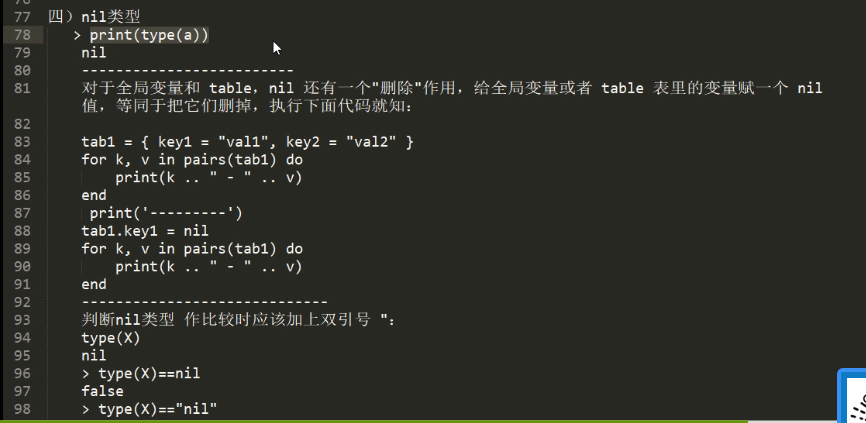 77 四）nil类型
78 > print(type(a))
79 nil
80 -------------------------
81 对于全局变量和 table，nil 还有一个"删除"作用，给全局变量或者 table 表里的变量赋一个 nil
值，等同于把它们删掉，执行下面代码就知：
82
83 tab1 = { key1 = "val1", key2 = "val2" }
84 for k, v in pairs(tab1) do
85 print(k .. " - " .. v)
86 end
87 print('---------')
88 tab1.key1 = nil
89 for k, v in pairs(tab1) do
90 print(k .. " - " .. v)
91 end
92 -----------------------------
93 判断nil类型 作比较时应该加上双引号 "：
94 type(X)
95 nil
96 > type(X)==nil
97 false
98 > type(X)=="nil"